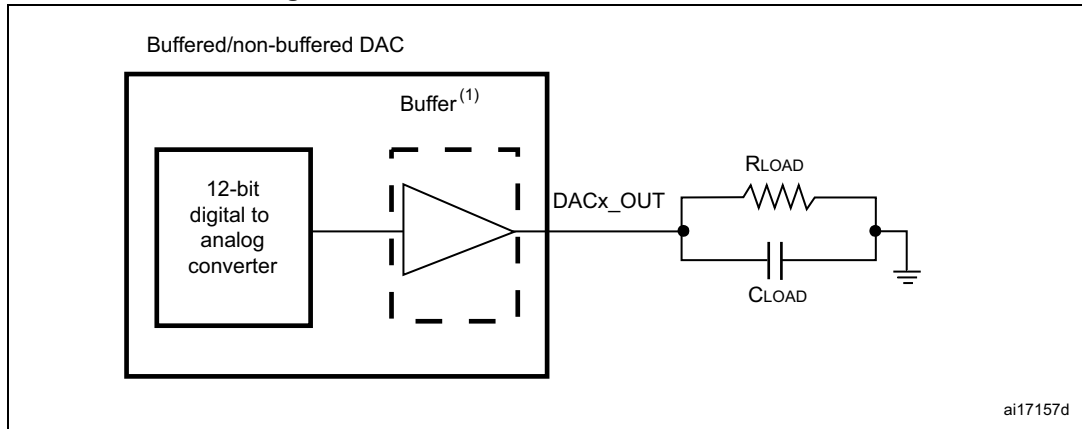 Buffered/non-buffered DAC
Buffer(1)
12-bit
digital to
analog
converter
DACx_OUT
RLOAD
CLOAD
ai17157d